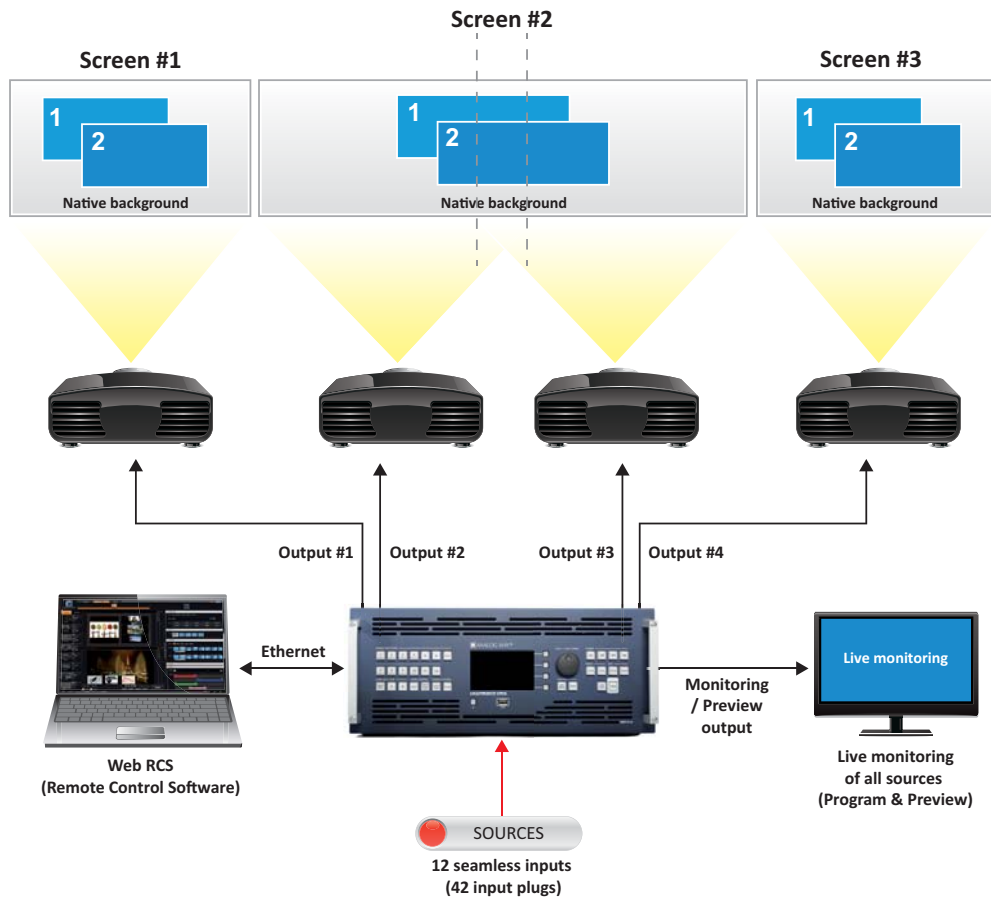 Screen #2
Screen #1
Screen #3
1
2
Native background
1
2
Native background
1
2
Native background
Output #1
Output #2
Output #3
Output #4
Ethernet
ANALOG WAY
Monitoring
/ Preview
output
Live monitoring
Web RCS
(Remote Control Software)
Live monitoring
of all sources
(Program & Preview)
SOURCES
12 seamless inputs
(42 input plugs)